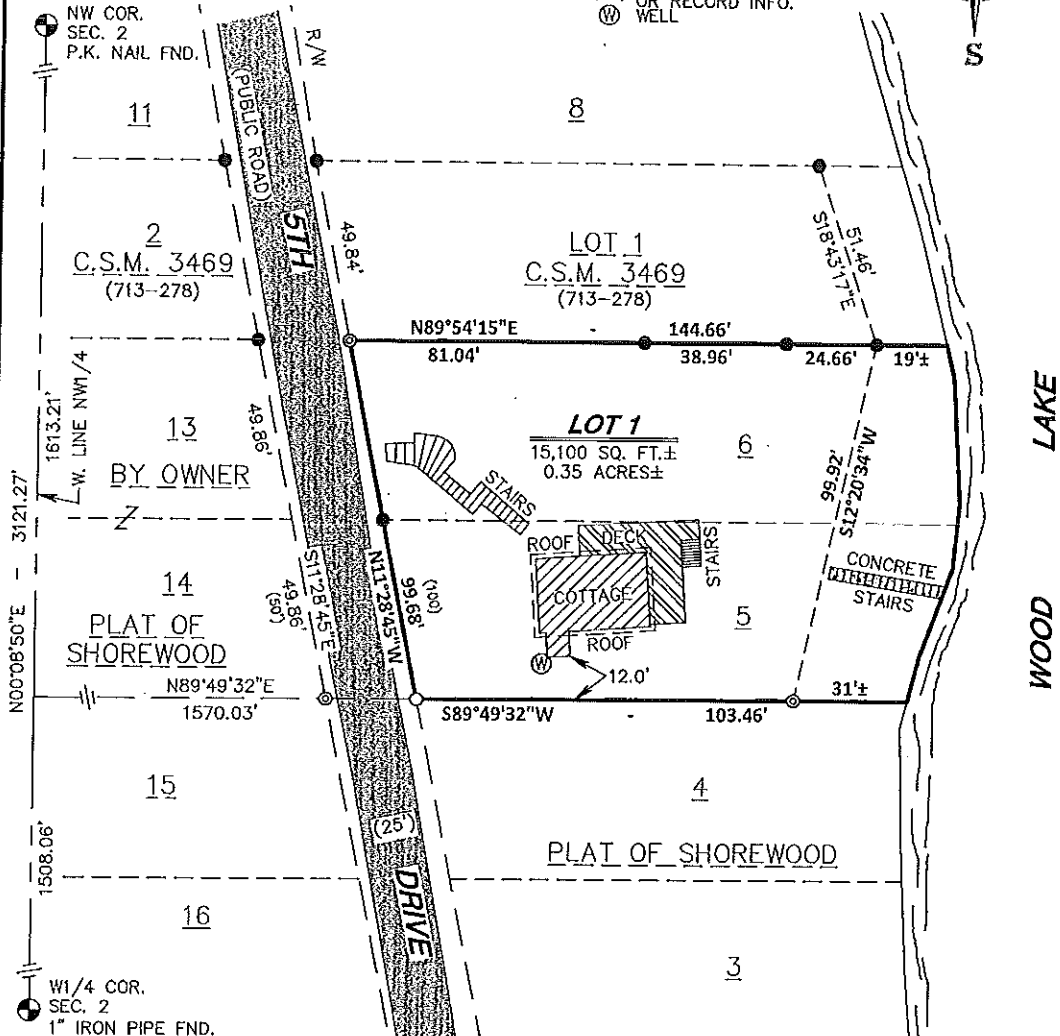 NW COR.
SEC. 2
P.K. NAIL FND.
OR RECORD INFO.
W WELL
S
R/W
(PUBLIC ROAD)
5TH
11
8
2
C.S.M. 3469
(713-278)
49.84'
LOT 1
C.S.M. 3469
(713-278)
51.46'
S18°43'17"E
N89°54'15"E - 144.66'
81.04'
38.96'
24.66'
19'±
1613.21'
W. LINE NW1/4
13
BY OWNER
49.86'
LOT 1
15,100 SQ. FT.±
0.35 ACRES±
6
99.92'
S12°20'34"W
LAKE
WOOD
STAIRS
Z
N00°08'50"E - 3121.27'
14
PLAT OF
SHOREWOOD
S11°28'45"E
49.86'
(50')
N11°28'45"W
99.68'
(100)
ROOF
DECK
STAIRS
COTTAGE
5
CONCRETE
STAIRS
ROOF
W
12.0'
N89°49'32"E
1570.03'
S89°49'32"W - 103.46'
31'±
15
4
1508.06'
(25')
PLAT OF SHOREWOOD
DRIVE
16
3
W1/4 COR.
SEC. 2
1" IRON PIPE FND.